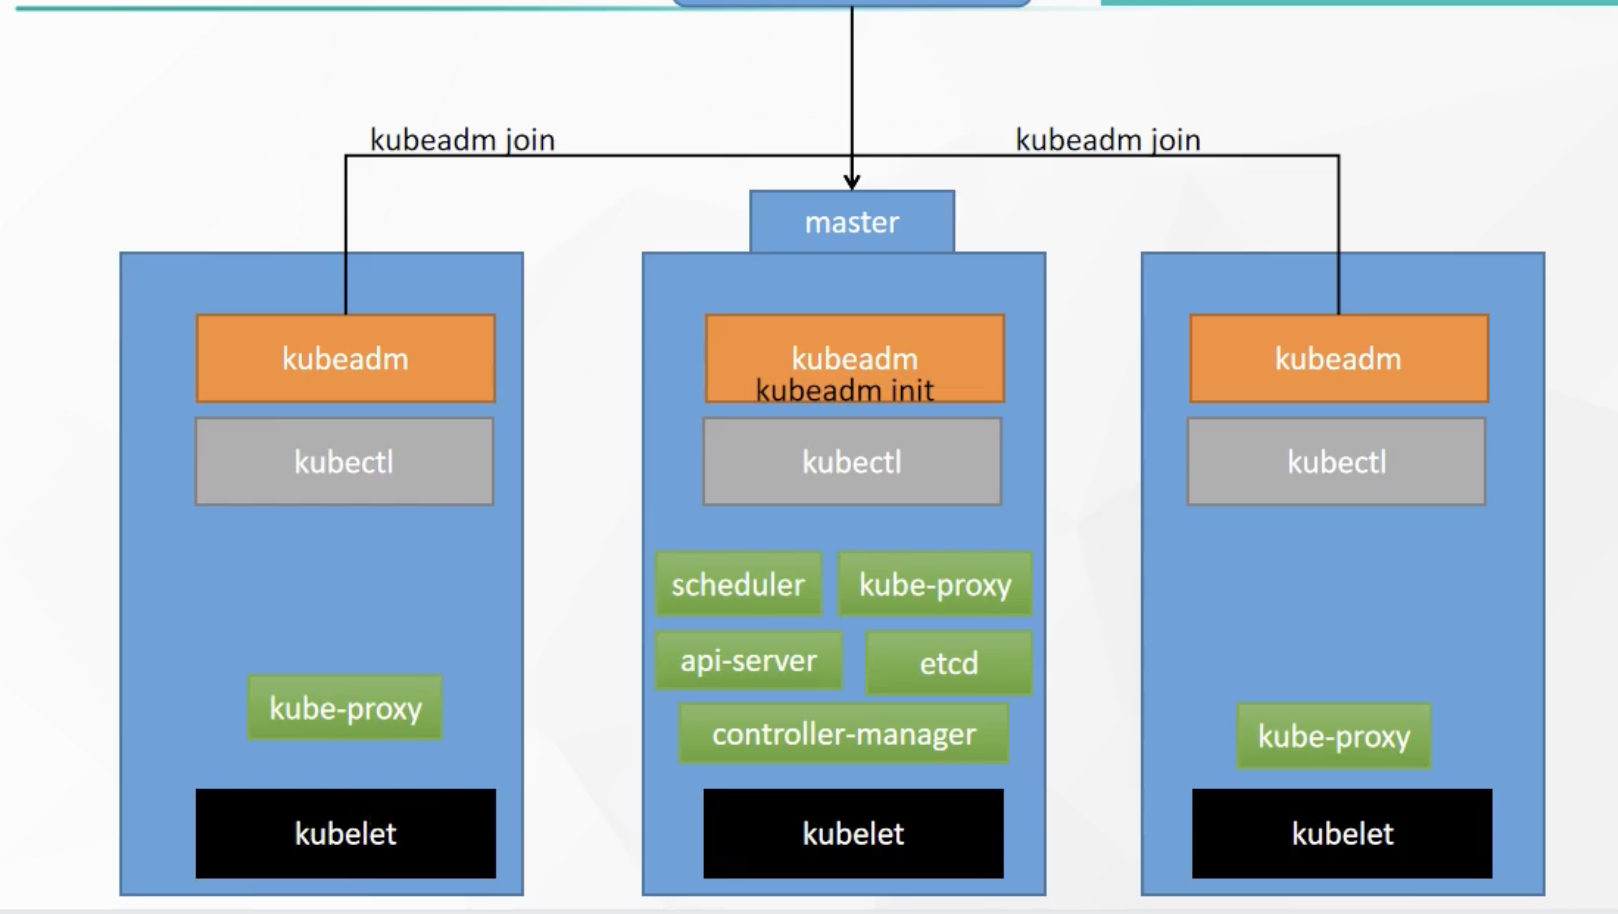 kubeadm join
kubeadm join
master
kubeadm
kubectl
kube-proxy
kubelet
kubeadm
kubeadm init
kubectl
scheduler
kube-proxy
api-server
etcd
controller-manager
kubelet
kubeadm
kubectl
kube-proxy
kubelet